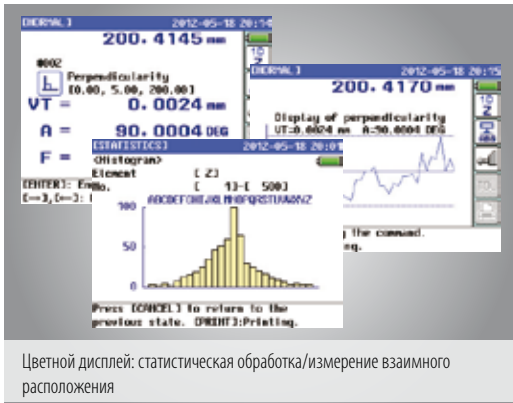 [NORMAL] 2012-05-18 20:14
200.4145 mm
#002
Perpendicularity
[0.00, 5.00, 200.00]
VT = 0.0024 mm
A = 90.0004 DEG
F =
[ENTER]:
[NORMAL] 2012-05-18 20:15
200.4170 mm
Display of perpendicularity
VT=0.0024 mm A=90.0004 DEG
the command.
ng.
[STATISTICS] 2012-05-18 20:01
<Histogram>
Element [ Z]
No. [ 1]-[ 500]
ABCDEFGHIJKLMNOPQRSTUVWXYZ
100
50
0
Press [CANCEL] to return to the
previous state. [PRINT]:Printing.
Цветной дисплей: статистическая обработка/измерение взаимного
расположения